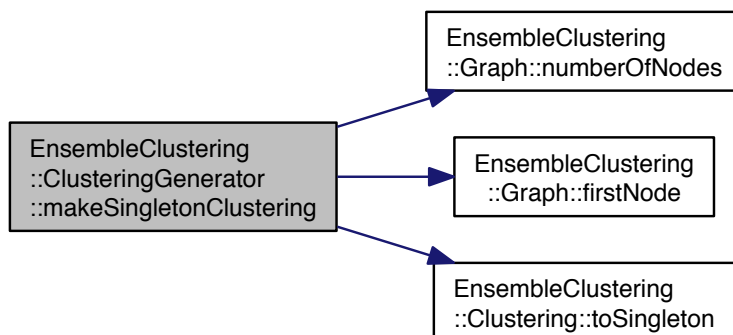 EnsembleClustering
::Graph::numberOfNodes
EnsembleClustering
::ClusteringGenerator
::makeSingletonClustering
EnsembleClustering
::Graph::firstNode
EnsembleClustering
::Clustering::toSingleton